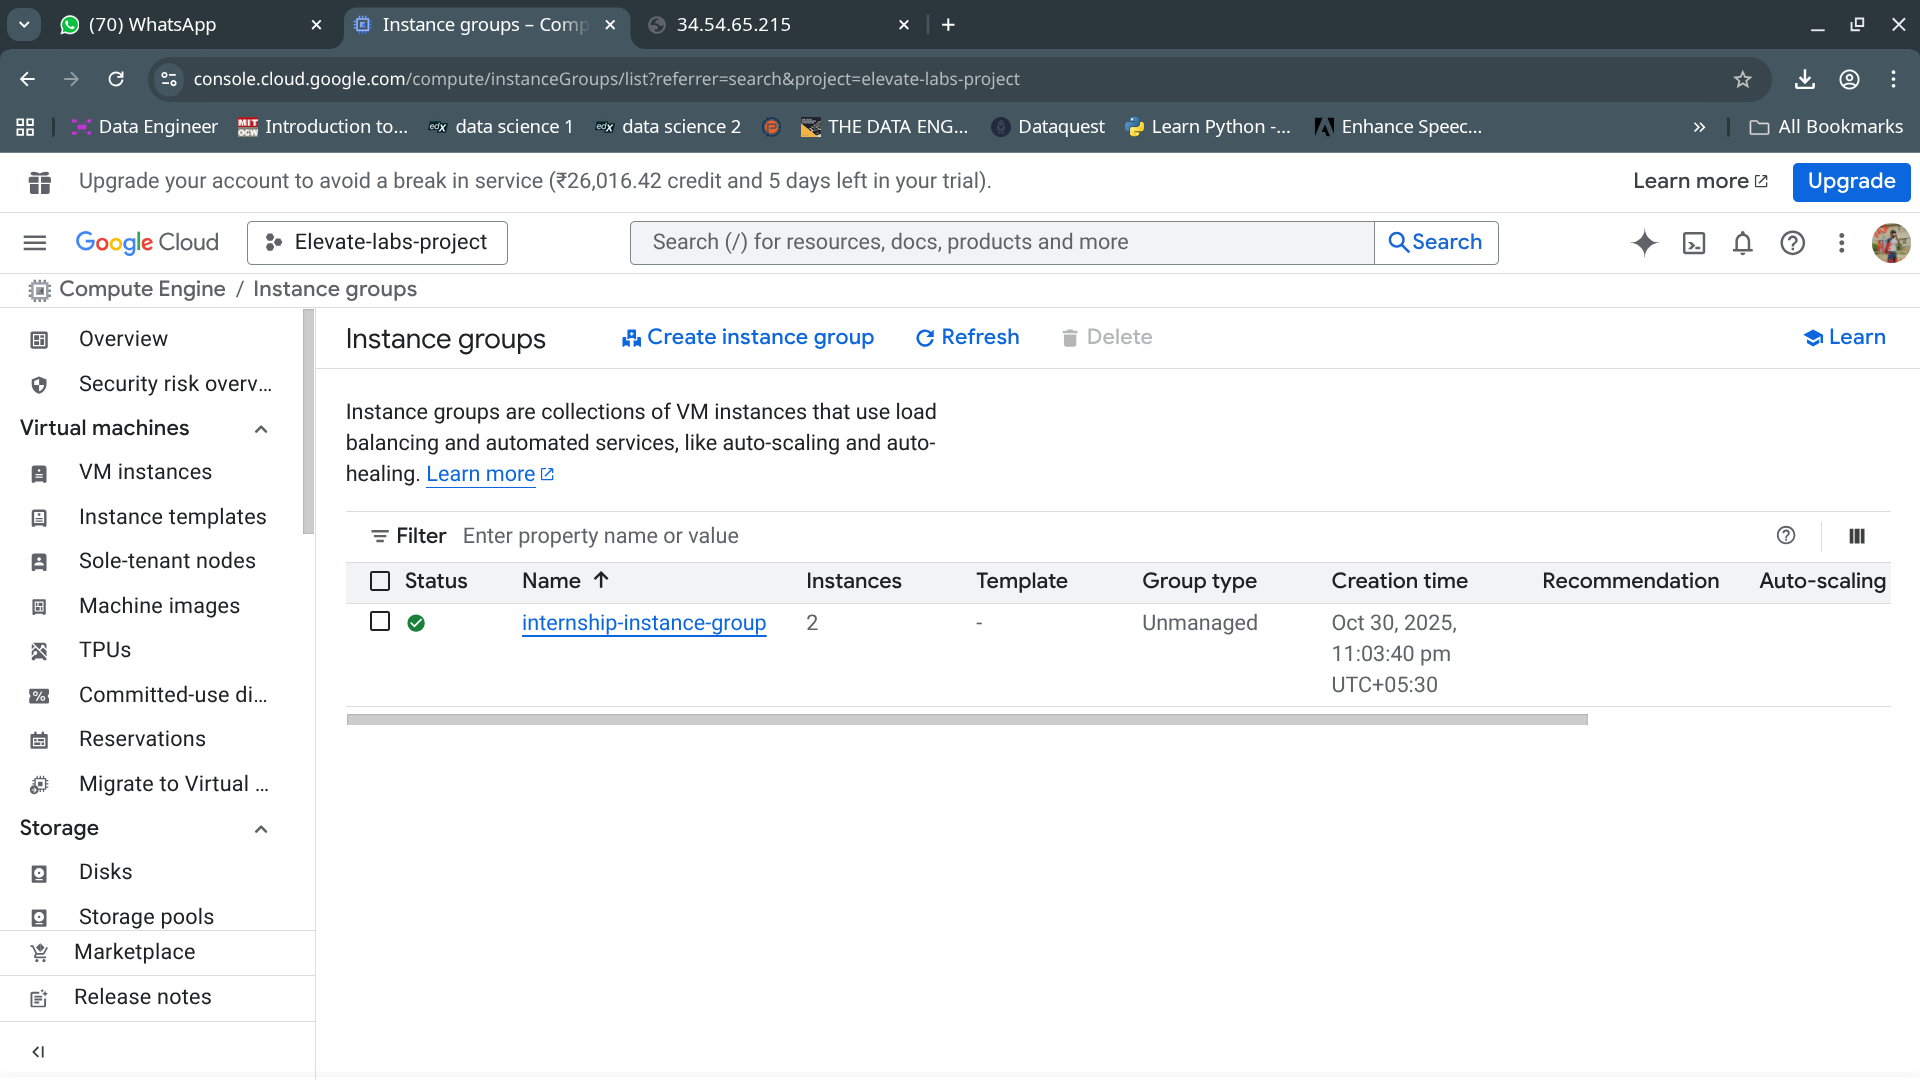 (70) WhatsApp
Instance groups – Comp
34.54.65.215
console.cloud.google.com/compute/instanceGroups/list?referrer=search&project=elevate-labs-project
Data Engineer
MIT OCW
Introduction to...
edX
data science 1
edX
data science 2
THE DATA ENG...
Dataquest
Learn Python -...
Enhance Speec...
»
All Bookmarks
Upgrade your account to avoid a break in service (₹26,016.42 credit and 5 days left in your trial).
Learn more
Upgrade
Google Cloud
Elevate-labs-project
Search (/) for resources, docs, products and more
Search
Compute Engine / Instance groups
Overview
Security risk overv...
Virtual machines
VM instances
Instance templates
Sole-tenant nodes
Machine images
TPUs
Committed-use di...
Reservations
Migrate to Virtual ...
Storage
Disks
Storage pools
Marketplace
Release notes
Instance groups
Create instance group
Refresh
Delete
Learn
Instance groups are collections of VM instances that use load
balancing and automated services, like auto-scaling and auto-
healing. Learn more
Filter Enter property name or value
Status Name Instances Template Group type Creation time Recommendation Auto-scaling
internship-instance-group 2 - Unmanaged Oct 30, 2025,
11:03:40 pm
UTC+05:30